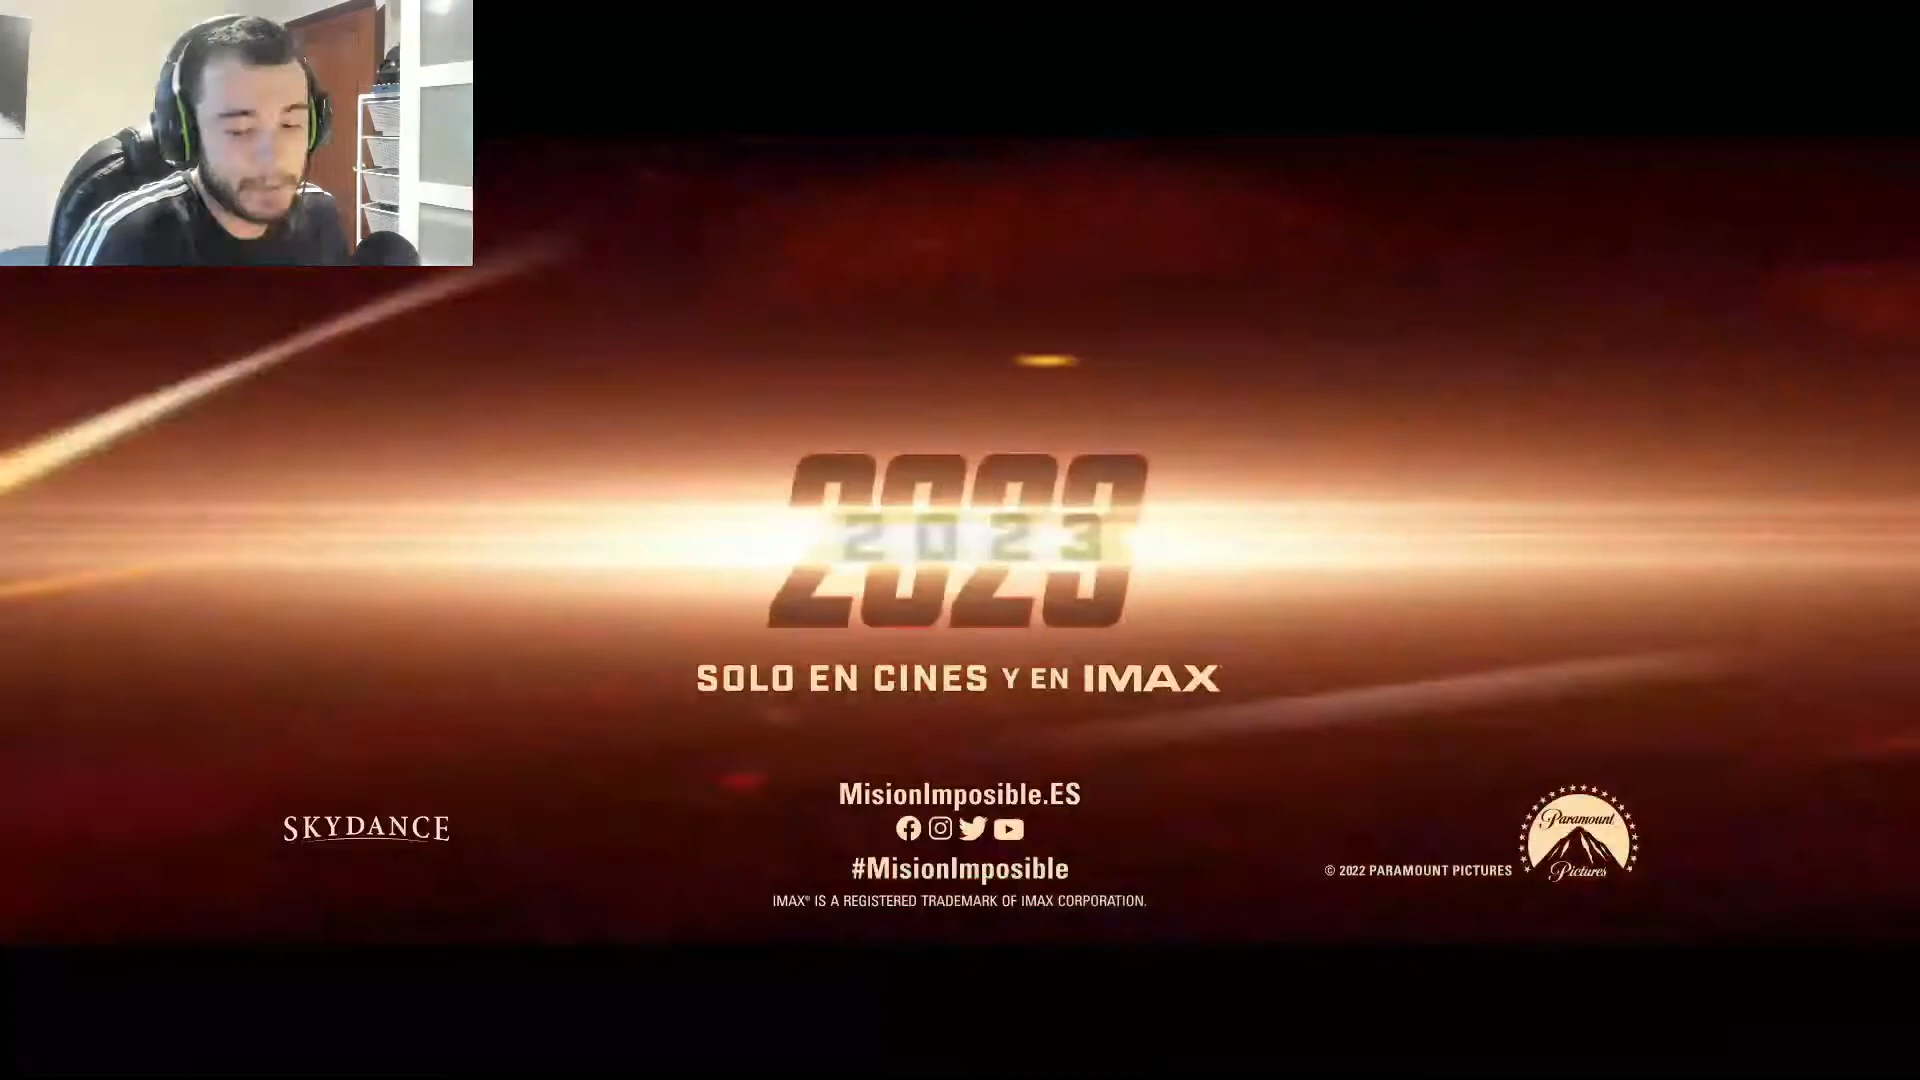 2023
2023
SOLO EN CINES Y EN IMAX
MisionImposible.ES
SKYDANCE
#MisionImposible
Paramount
Pictures
© 2022 PARAMOUNT PICTURES
IMAX® IS A REGISTERED TRADEMARK OF IMAX CORPORATION.